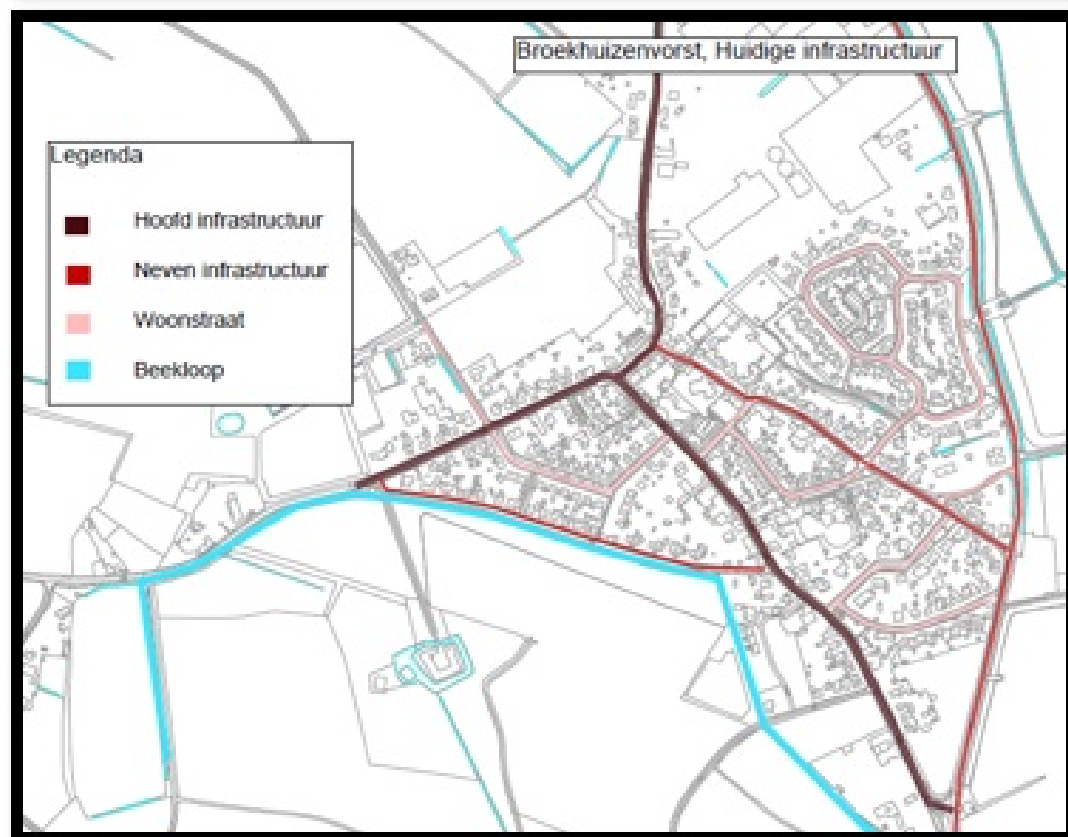 Broekhuizenvorst, Huidige infrastructuur
Legenda
Hoofd infrastructuur
Neven infrastructuur
Woonstraat
Beekloop